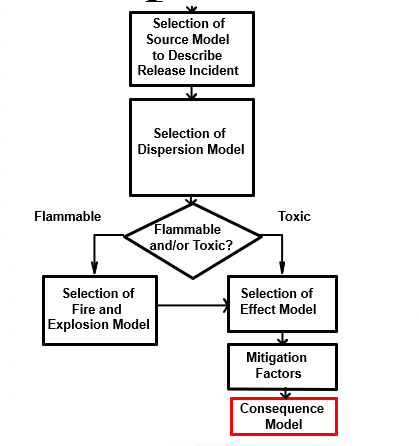 Selection of
Source Model
to Describe
Release Incident
Selection of
Dispersion Model
Flammable
Toxic
Flammable
and/or Toxic?
Selection of
Fire and
Explosion Model
Selection of
Effect Model
Mitigation
Factors
Consequence
Model